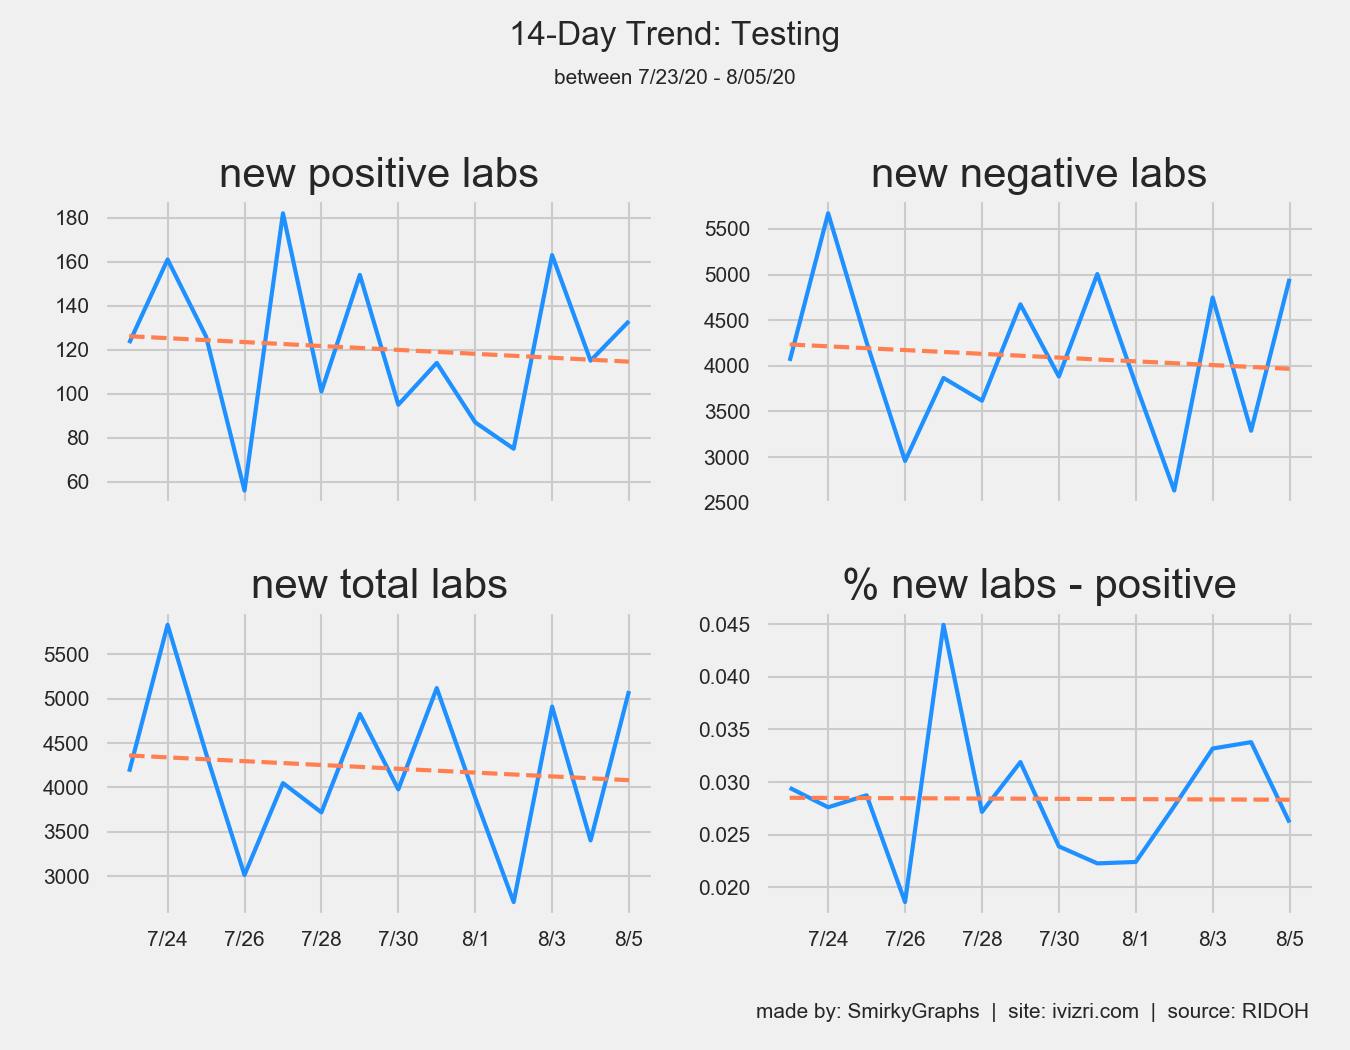 14-Day Trend: Testing
between 7/23/20 - 8/05/20
new positive labs
180
160
140
120
100
80
60
new negative labs
5500
5000
4500
4000
3500
3000
2500
new total labs
5500
5000
4500
4000
3500
3000
7/24 7/26 7/28 7/30 8/1 8/3 8/5
% new labs - positive
0.045
0.040
0.035
0.030
0.025
0.020
7/24 7/26 7/28 7/30 8/1 8/3 8/5
made by: SmirkyGraphs | site: ivizri.com | source: RIDOH